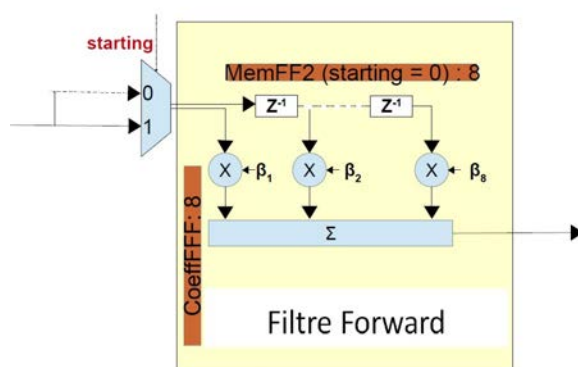 starting
MemFF2 (starting = 0) : 8
0
1
Z-1
Z-1
X
β1
X
β2
X
β8
CoeffFFF: 8
Σ
Filtre Forward